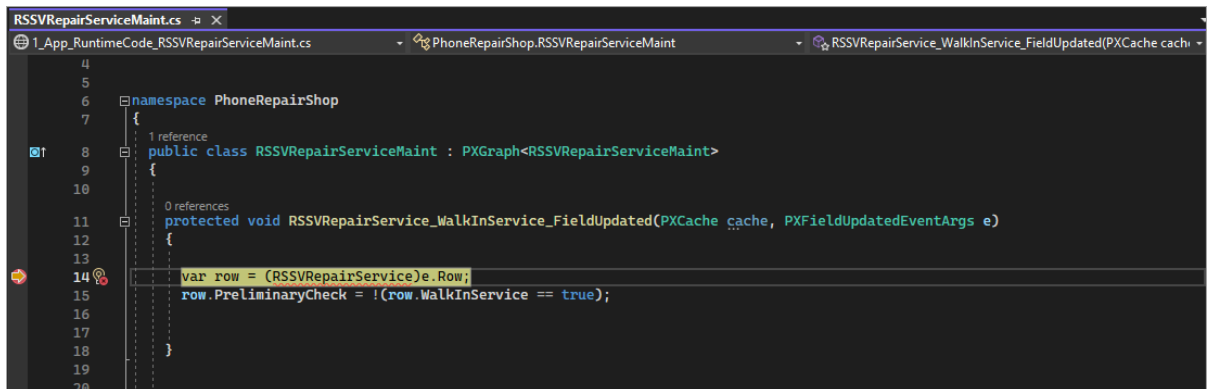 RSSVRepairServiceMaint.cs
1_App_RuntimeCode_RSSVRepairServiceMaint.cs PhoneRepairShop.RSSVRepairServiceMaint RSSVRepairService_WalkInService_FieldUpdated(PXCache
4
5
6 namespace PhoneRepairShop
7 {
1 reference
8 public class RSSVRepairServiceMaint : PXGraph<RSSVRepairServiceMaint>
9 {
10
0 references
11 protected void RSSVRepairService_WalkInService_FieldUpdated(PXCache cache, PXFieldUpdatedEventArgs e)
12 {
13
14 var row = (RSSVRepairService)e.Row;
15 row.PreliminaryCheck = !(row.WalkInService == true);
16
17
18 }
19
20